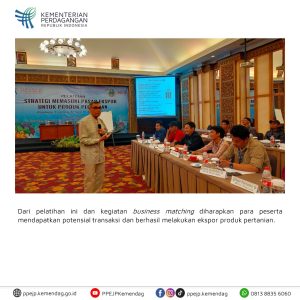 KEMENTERIAN
PERDAGANGAN
REPUBLIK INDONESIA
STRATEGI MEMASUKI PASAR EKSPOR
UNTUK PRODUK PERTANIAN
Dari pelatihan ini dan kegiatan business matching diharapkan para peserta
mendapatkan potensial transaksi dan berhasil melakukan ekspor produk pertanian.
ppejp.kemendag.go.id
PPEJPKemendag
ppejp.kemendag
0813 8835 6060